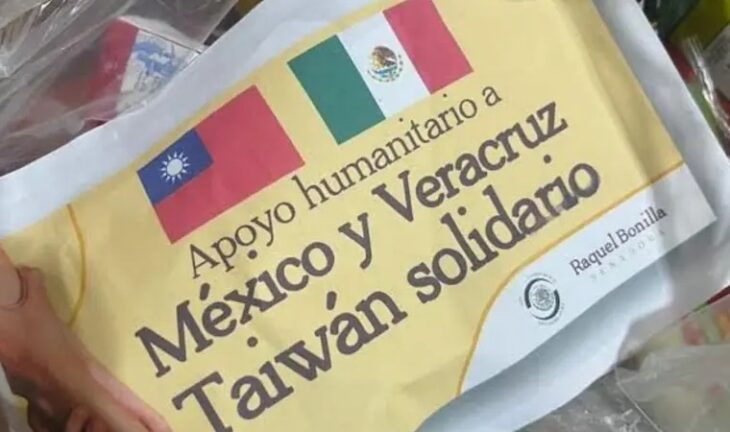 Apoyo humanitario a
México y Veracruz
Taiwán solidario
Raquel Bonilla
SENADORA